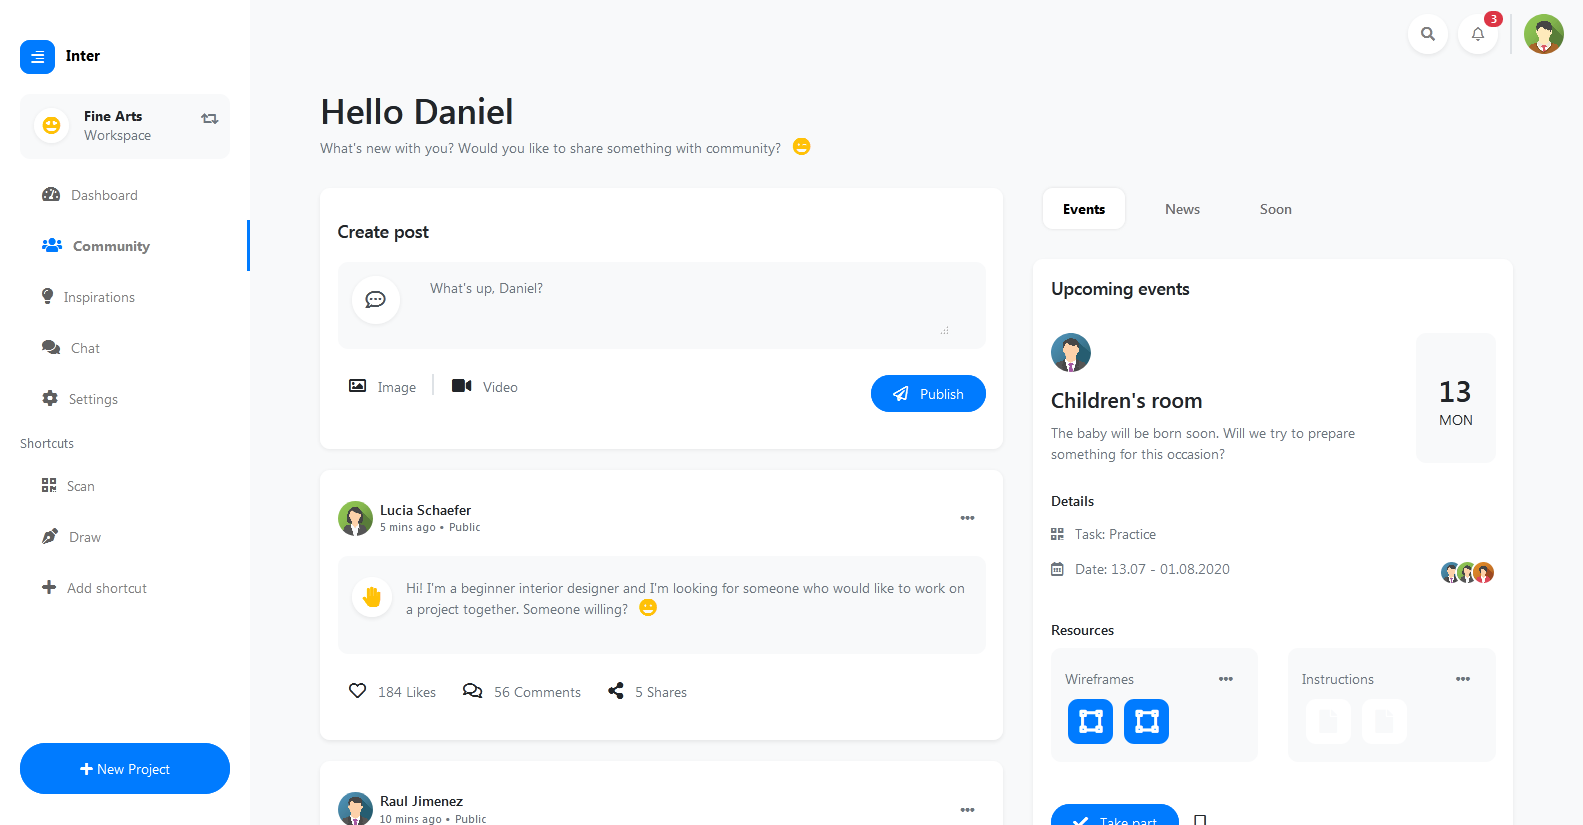 Inter
Fine Arts
Workspace
Dashboard
Community
Inspirations
Chat
Settings
Shortcuts
Scan
Draw
Add shortcut
New Project
3
Hello Daniel
What's new with you? Would you like to share something with community?
Create post
What's up, Daniel?
Image
Video
Publish
Lucia Schaefer
5 mins ago • Public
Hi! I'm a beginner interior designer and I'm looking for someone who would like to work on
a project together. Someone willing?
184 Likes
56 Comments
5 Shares
Raul Jimenez
10 mins ago • Public
Events
News
Soon
Upcoming events
Children's room
The baby will be born soon. Will we try to prepare
something for this occasion?
13
MON
Details
Task: Practice
Date: 13.07 - 01.08.2020
Resources
Wireframes
Instructions
Take part